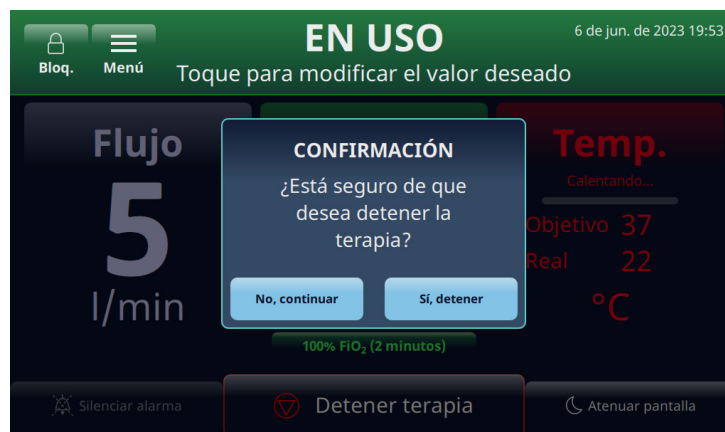 EN USO
6 de jun. de 2023 19:53
Bloq.
Menú
Toque para modificar el valor deseado
Flujo
5
l/min
CONFIRMACIÓN
¿Está seguro de que
desea detener la
terapia?
No, continuar
Sí, detener
100% FiO₂ (2 minutos)
Temp.
Calentando...
Objetivo 37
Real 22
°C
Silenciar alarma
Detener terapia
Atenuar pantalla